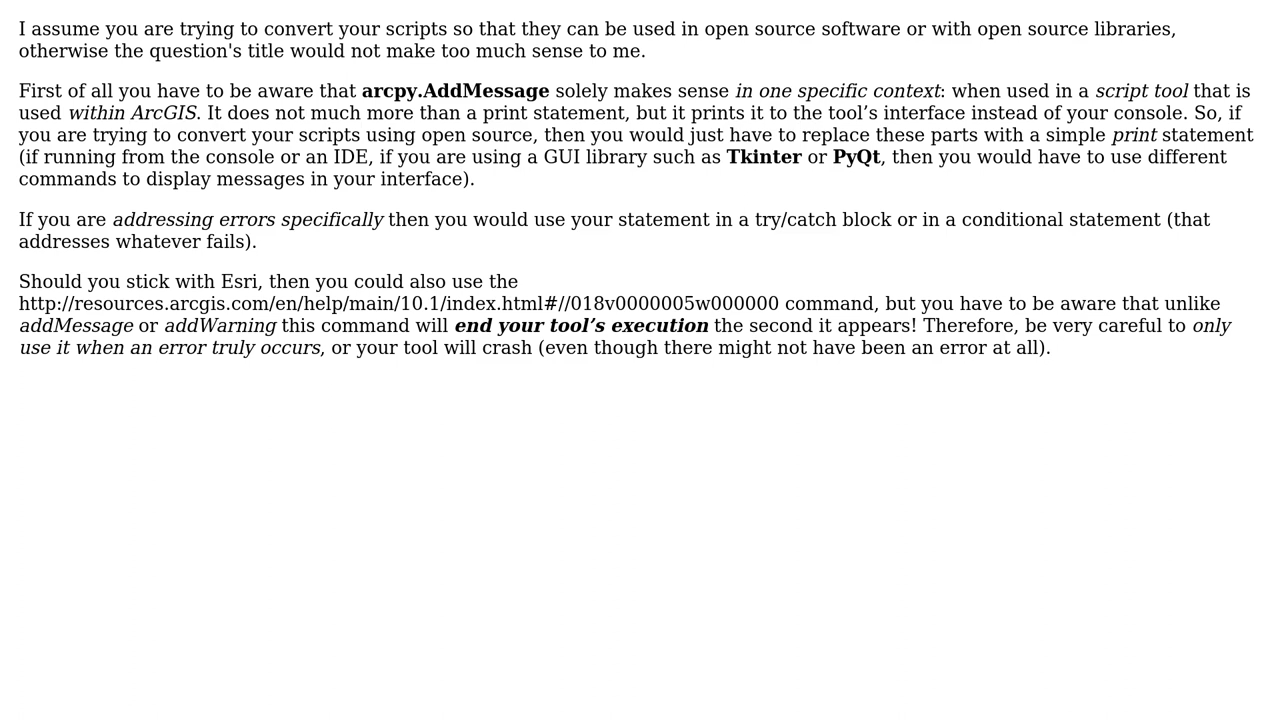 I assume you are trying to convert your scripts so that they can be used in open source software or with open source libraries,
otherwise the question's title would not make too much sense to me.
First of all you have to be aware that arcpy.AddMessage solely makes sense in one specific context: when used in a script tool that is
used within ArcGIS. It does not much more than a print statement, but it prints it to the tool’s interface instead of your console. So, if
you are trying to convert your scripts using open source, then you would just have to replace these parts with a simple print statement
(if running from the console or an IDE, if you are using a GUI library such as Tkinter or PyQt, then you would have to use different
commands to display messages in your interface).
If you are addressing errors specifically then you would use your statement in a try/catch block or in a conditional statement (that
addresses whatever fails).
Should you stick with Esri, then you could also use the
http://resources.arcgis.com/en/help/main/10.1/index.html#//018v0000005w000000 command, but you have to be aware that unlike
addMessage or addWarning this command will end your tool’s execution the second it appears! Therefore, be very careful to only
use it when an error truly occurs, or your tool will crash (even though there might not have been an error at all).